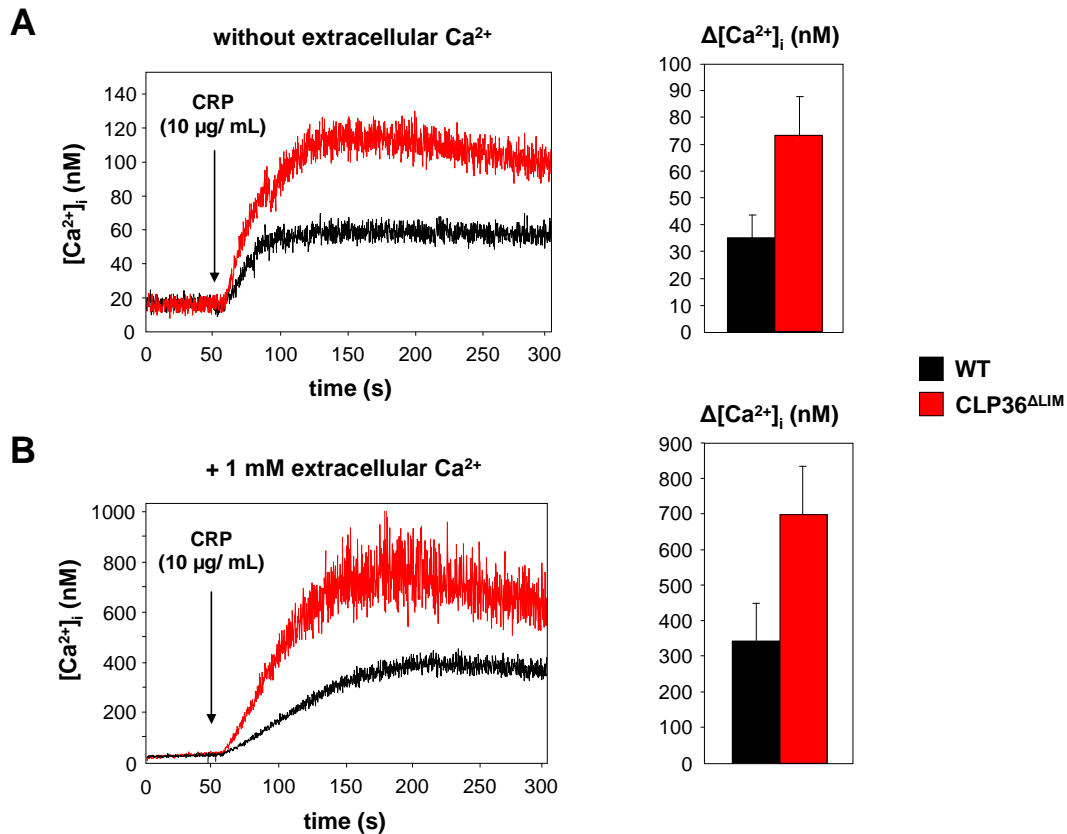 A
without extracellular Ca²⁺
CRP
(10 µg/ mL)
[Ca²⁺]ᵢ (nM)
140
120
100
80
60
40
20
0
0 50 100 150 200 250 300
time (s)
Δ[Ca²⁺]ᵢ (nM)
100
90
80
70
60
50
40
30
20
10
0
WT
CLP36ΔLIM
B
+ 1 mM extracellular Ca²⁺
CRP
(10 µg/ mL)
[Ca²⁺]ᵢ (nM)
1000
800
600
400
200
0
0 50 100 150 200 250 300
time (s)
Δ[Ca²⁺]ᵢ (nM)
900
800
700
600
500
400
300
200
100
0